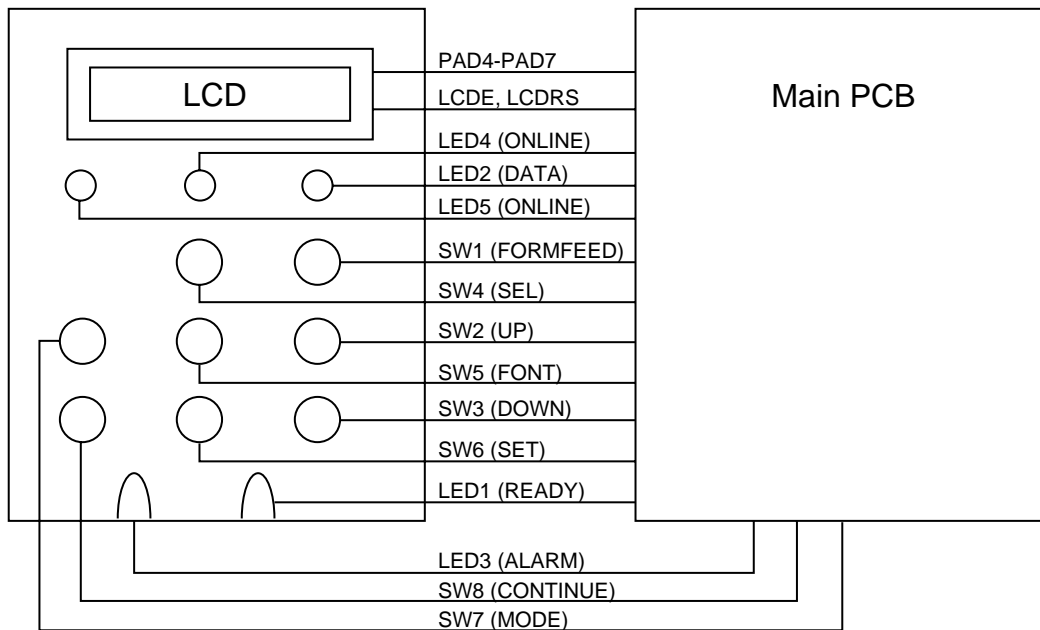 PAD4-PAD7
LCD
Main PCB
LCDE, LCDRS
LED4 (ONLINE)
LED2 (DATA)
LED5 (ONLINE)
SW1 (FORMFEED)
SW4 (SEL)
SW2 (UP)
SW5 (FONT)
SW3 (DOWN)
SW6 (SET)
LED1 (READY)
LED3 (ALARM)
SW8 (CONTINUE)
SW7 (MODE)